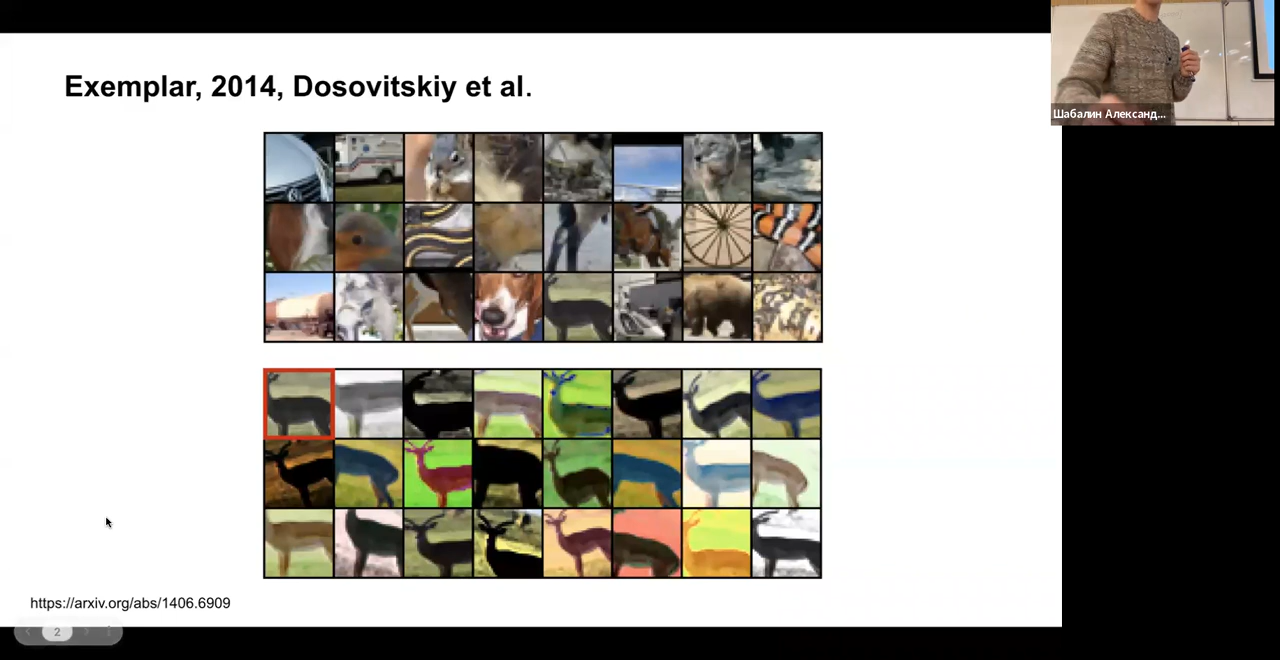 Exemplar, 2014, Dosovitskiy et al.
Шабалин Александ...
https://arxiv.org/abs/1406.6909
2